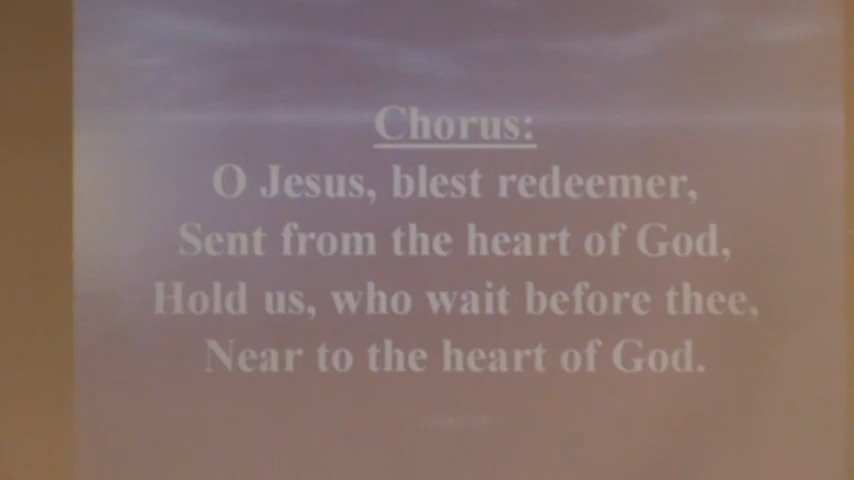 Chorus:
O Jesus, blest redeemer,
Sent from the heart of God,
Hold us, who wait before thee,
Near to the heart of God.